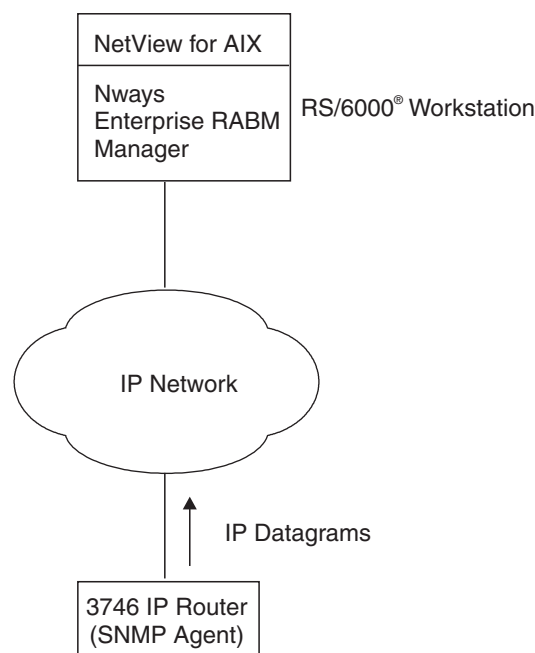 NetView for AIX
Nways
Enterprise RABM
Manager
RS/6000® Workstation
IP Network
IP Datagrams
3746 IP Router
(SNMP Agent)